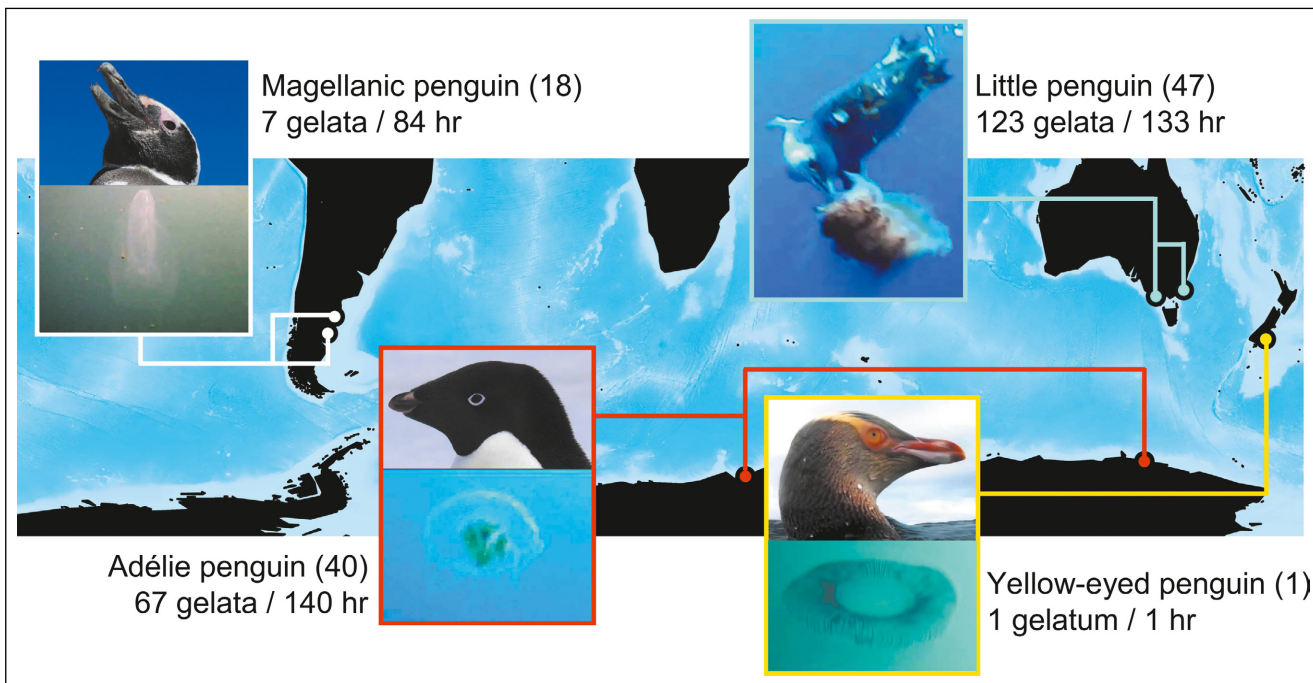 Magellanic penguin (18)
7 gelata / 84 hr
Little penguin (47)
123 gelata / 133 hr
Adélie penguin (40)
67 gelata / 140 hr
Yellow-eyed penguin (1)
1 gelatum / 1 hr